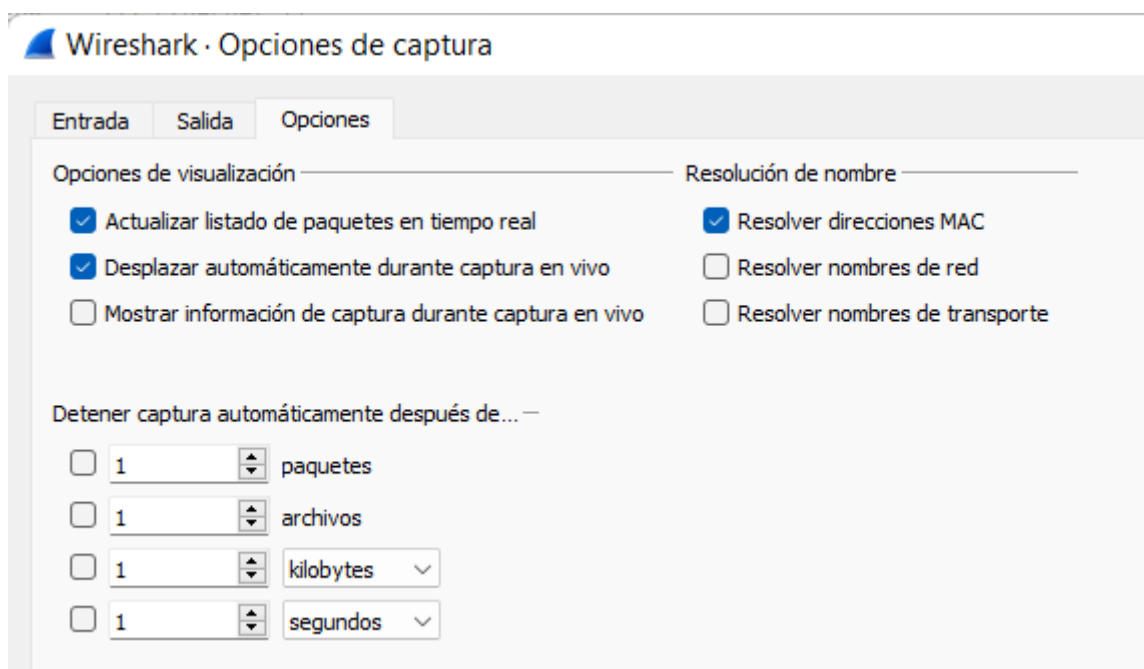 Wireshark · Opciones de captura
Entrada Salida Opciones
Opciones de visualización
Actualizar listado de paquetes en tiempo real
Desplazar automáticamente durante captura en vivo
Mostrar información de captura durante captura en vivo
Resolución de nombre
Resolver direcciones MAC
Resolver nombres de red
Resolver nombres de transporte
Detener captura automáticamente después de...
1 paquetes
1 archivos
1 kilobytes
1 segundos